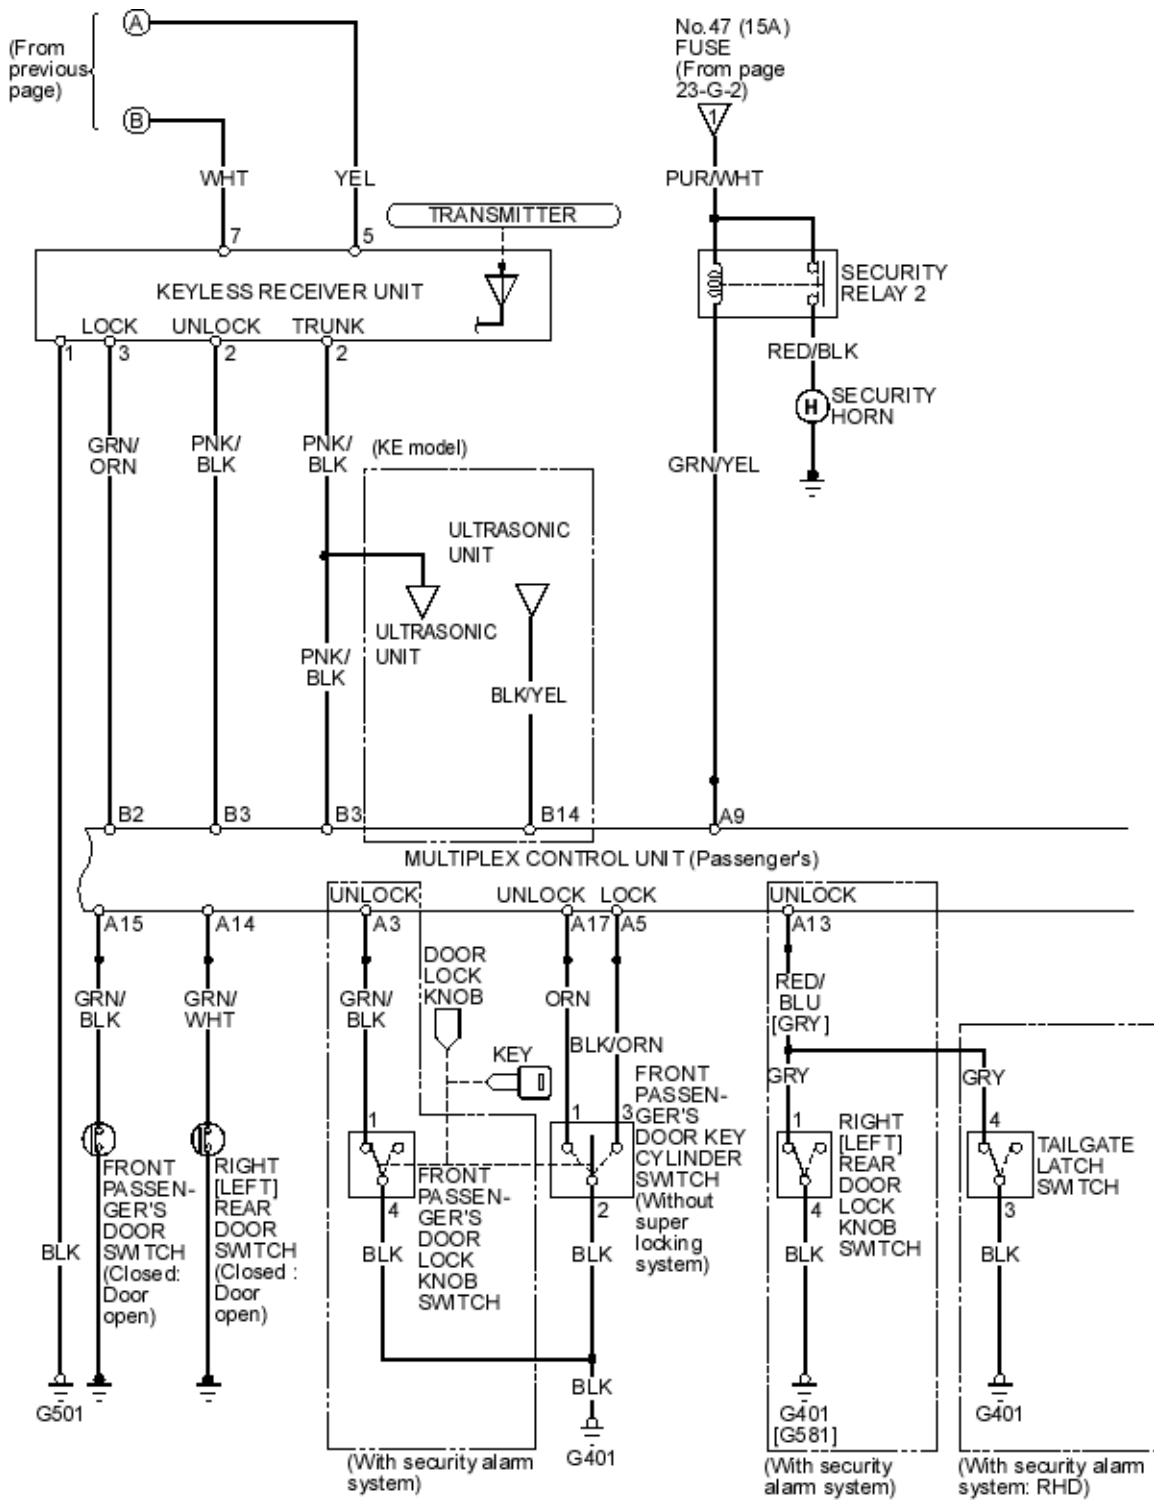 (From
previous
page)
A
B
No.47 (15A)
FUSE
(From page
23-G-2)
1
WHT
YEL
PUR/WHT
TRANSMITTER
7
5
KEYLESS RECEIVER UNIT
SECURITY
RELAY 2
LOCK
UNLOCK
TRUNK
1
3
2
2
RED/BLK
SECURITY
HORN
H
GRN/
ORN
PNK/
BLK
PNK/
BLK
(KE model)
GRN/YEL
ULTRASONIC
UNIT
ULTRASONIC
UNIT
PNK/
BLK
BLK/YEL
B2
B3
B3
B14
A9
MULTIPLEX CONTROL UNIT (Passenger's)
UNLOCK
UNLOCK
LOCK
UNLOCK
A15
A14
A3
A17
A5
A13
DOOR
LOCK
KNOB
GRN/
BLK
GRN/
WHT
GRN/
BLK
ORN
RED/
BLU
[GRY]
BLK/ORN
KEY
GRY
GRY
FRONT
PASSEN-
GER'S
DOOR KEY
CYLINDER
SWITCH
(Without
super
locking
system)
1
1
3
1
4
RIGHT
[LEFT]
REAR
DOOR
LOCK
KNOB
SWITCH
TAILGATE
LATCH
SWITCH
FRONT
PASSEN-
GER'S
DOOR
SWITCH
(Closed:
Door
open)
RIGHT
[LEFT]
REAR
DOOR
SWITCH
(Closed :
Door
open)
FRONT
PASSEN-
GER'S
DOOR
LOCK
KNOB
SWITCH
4
2
4
3
BLK
BLK
BLK
BLK
BLK
BLK
G501
G401
G401
[G581]
G401
(With security alarm
system)
(With security
alarm system)
(With security alarm
system: RHD)